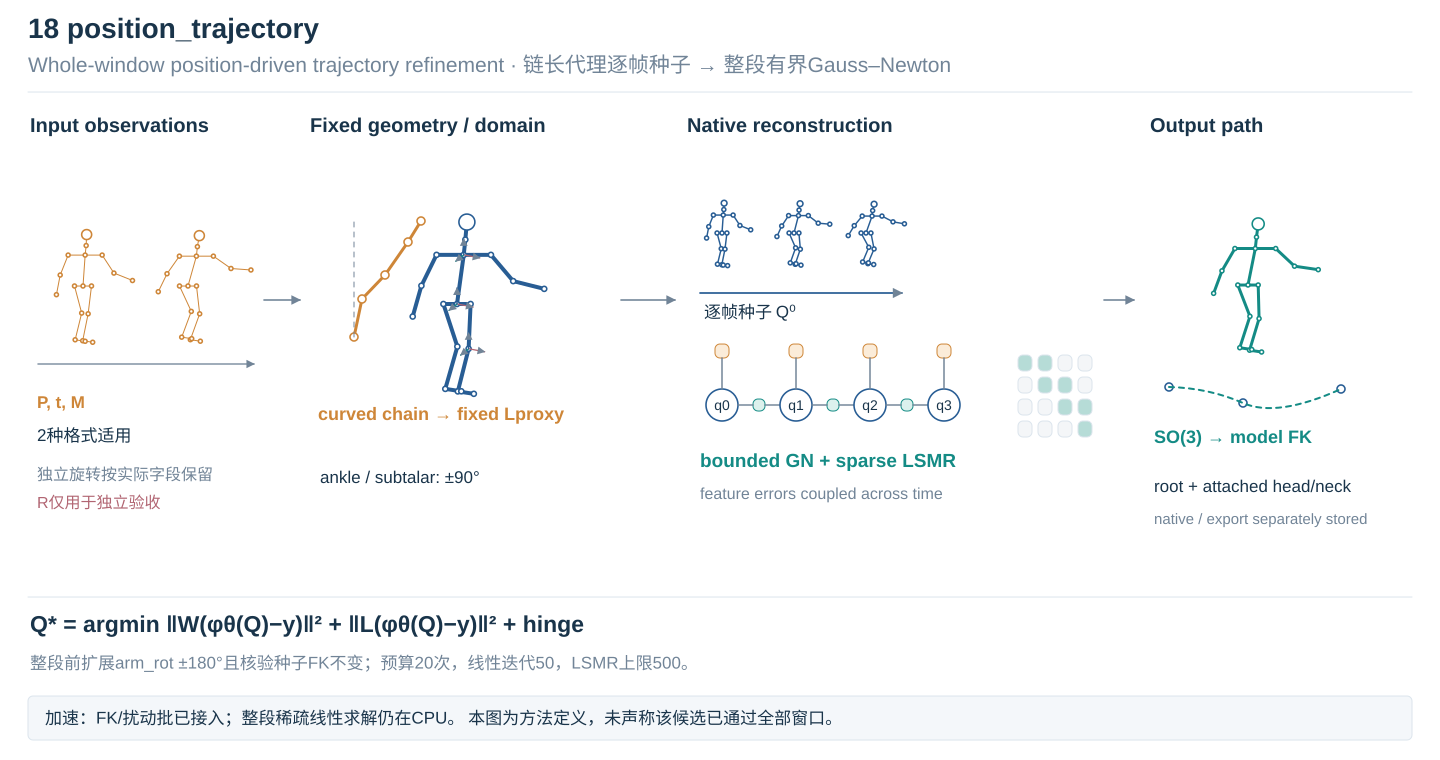 18 position_trajectory
Whole-window position-driven trajectory refinement · 链长代理逐帧种子 → 整段有界Gauss–Newton
Input observations
Fixed geometry / domain
Native reconstruction
Output path
逐帧种子 Q⁰
q0
q1
q2
q3
P, t, M
2种格式适用
独立旋转按实际字段保留
R仅用于独立验收
curved chain → fixed Lproxy
ankle / subtalar: ±90°
bounded GN + sparse LSMR
feature errors coupled across time
SO(3) → model FK
root + attached head/neck
native / export separately stored
Q* = argmin ‖W(φθ(Q)−y)‖² + ‖L(φθ(Q)−y)‖² + hinge
整段前扩展arm_rot ±180°且核验种子FK不变；预算20次，线性迭代50，LSMR上限500。
加速：FK/扰动批已接入；整段稀疏线性求解仍在CPU。 本图为方法定义，未声称该候选已通过全部窗口。